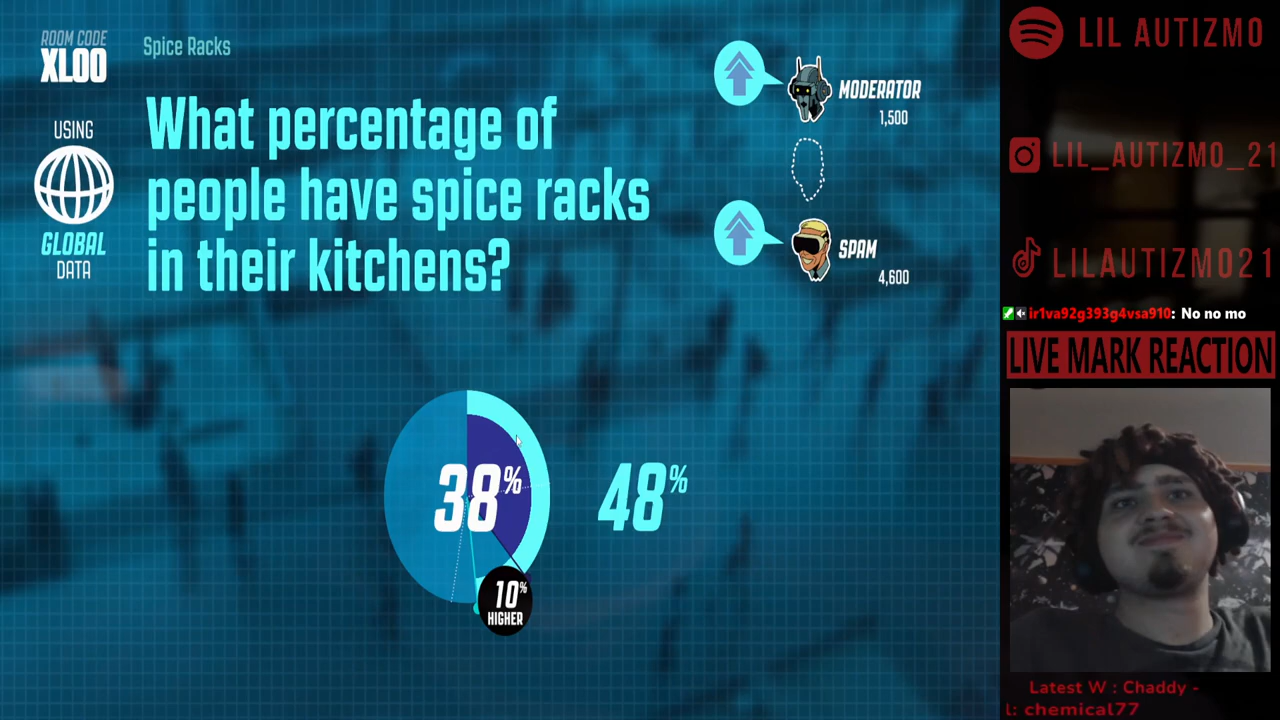 ROOM CODE
XLOO
Spice Racks
USING
GLOBAL
DATA
What percentage of
people have spice racks
in their kitchens?
MODERATOR
1,500
SPAM
4,600
38%
48%
10%
HIGHER
LIL AUTIZMO
LIL_AUTIZMO_21
LILAUTIZMO21
ir1va92g393g4vsa910: No no mo
LIVE MARK REACTION
Latest W : Chaddy -
l: chemical77